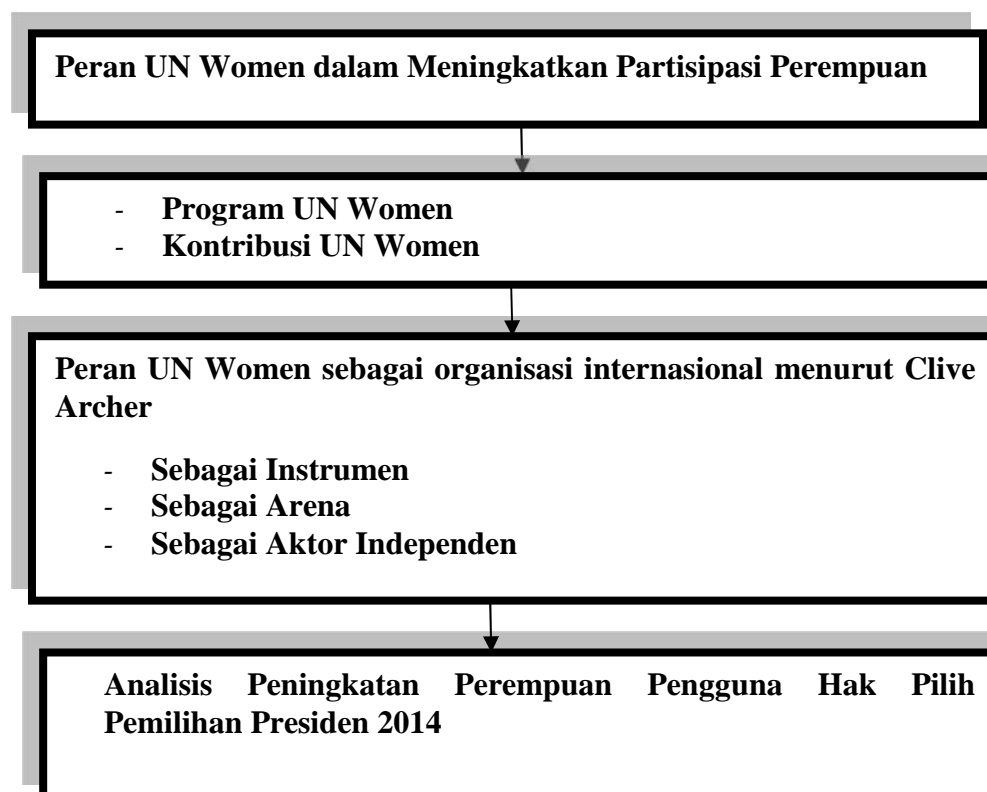 Peran UN Women dalam Meningkatkan Partisipasi Perempuan
- Program UN Women
- Kontribusi UN Women
Peran UN Women sebagai organisasi internasional menurut Clive
Archer
- Sebagai Instrumen
- Sebagai Arena
- Sebagai Aktor Independen
Analisis Peningkatan Perempuan Pengguna Hak Pilih
Pemilihan Presiden 2014